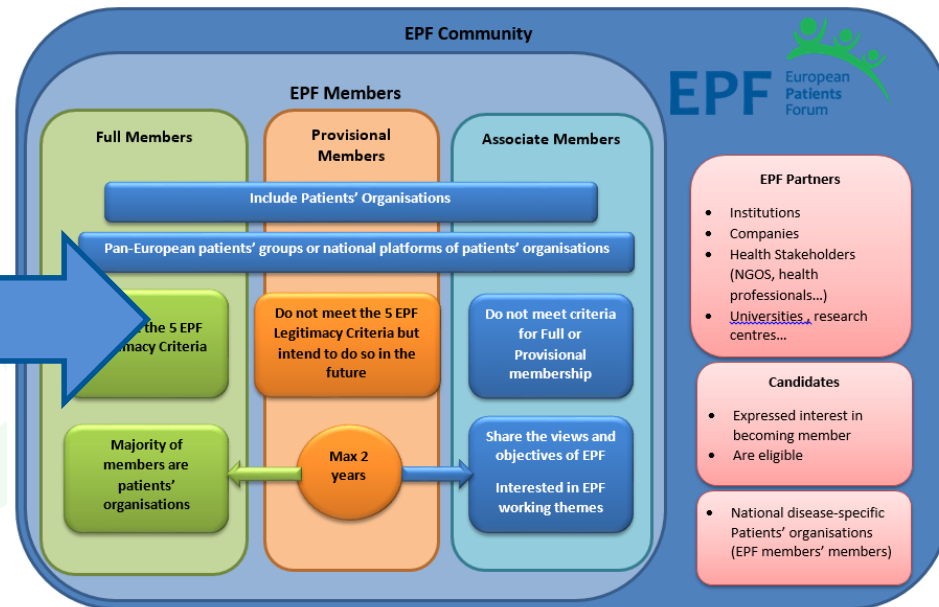 EPF Community
EPF
European
Patients
Forum
EPF Members
Full Members
Provisional
Members
Associate Members
Include Patients' Organisations
Pan-European patients' groups or national platforms of patients' organisations
the 5 EPF
Criteria
Do not meet the 5 EPF
Legitimacy Criteria but
intend to do so in the
future
Do not meet criteria
for Full or
Provisional
membership
Majority of
members are
patients'
organisations
Max 2
years
Share the views and
objectives of EPF
Interested in EPF
working themes
EPF Partners
• Institutions
• Companies
• Health Stakeholders
(NGOS, health
professionals…)
• Universities , research
centres…
Candidates
• Expressed interest in
becoming member
• Are eligible
• National disease-specific
Patients' organisations
(EPF members' members)